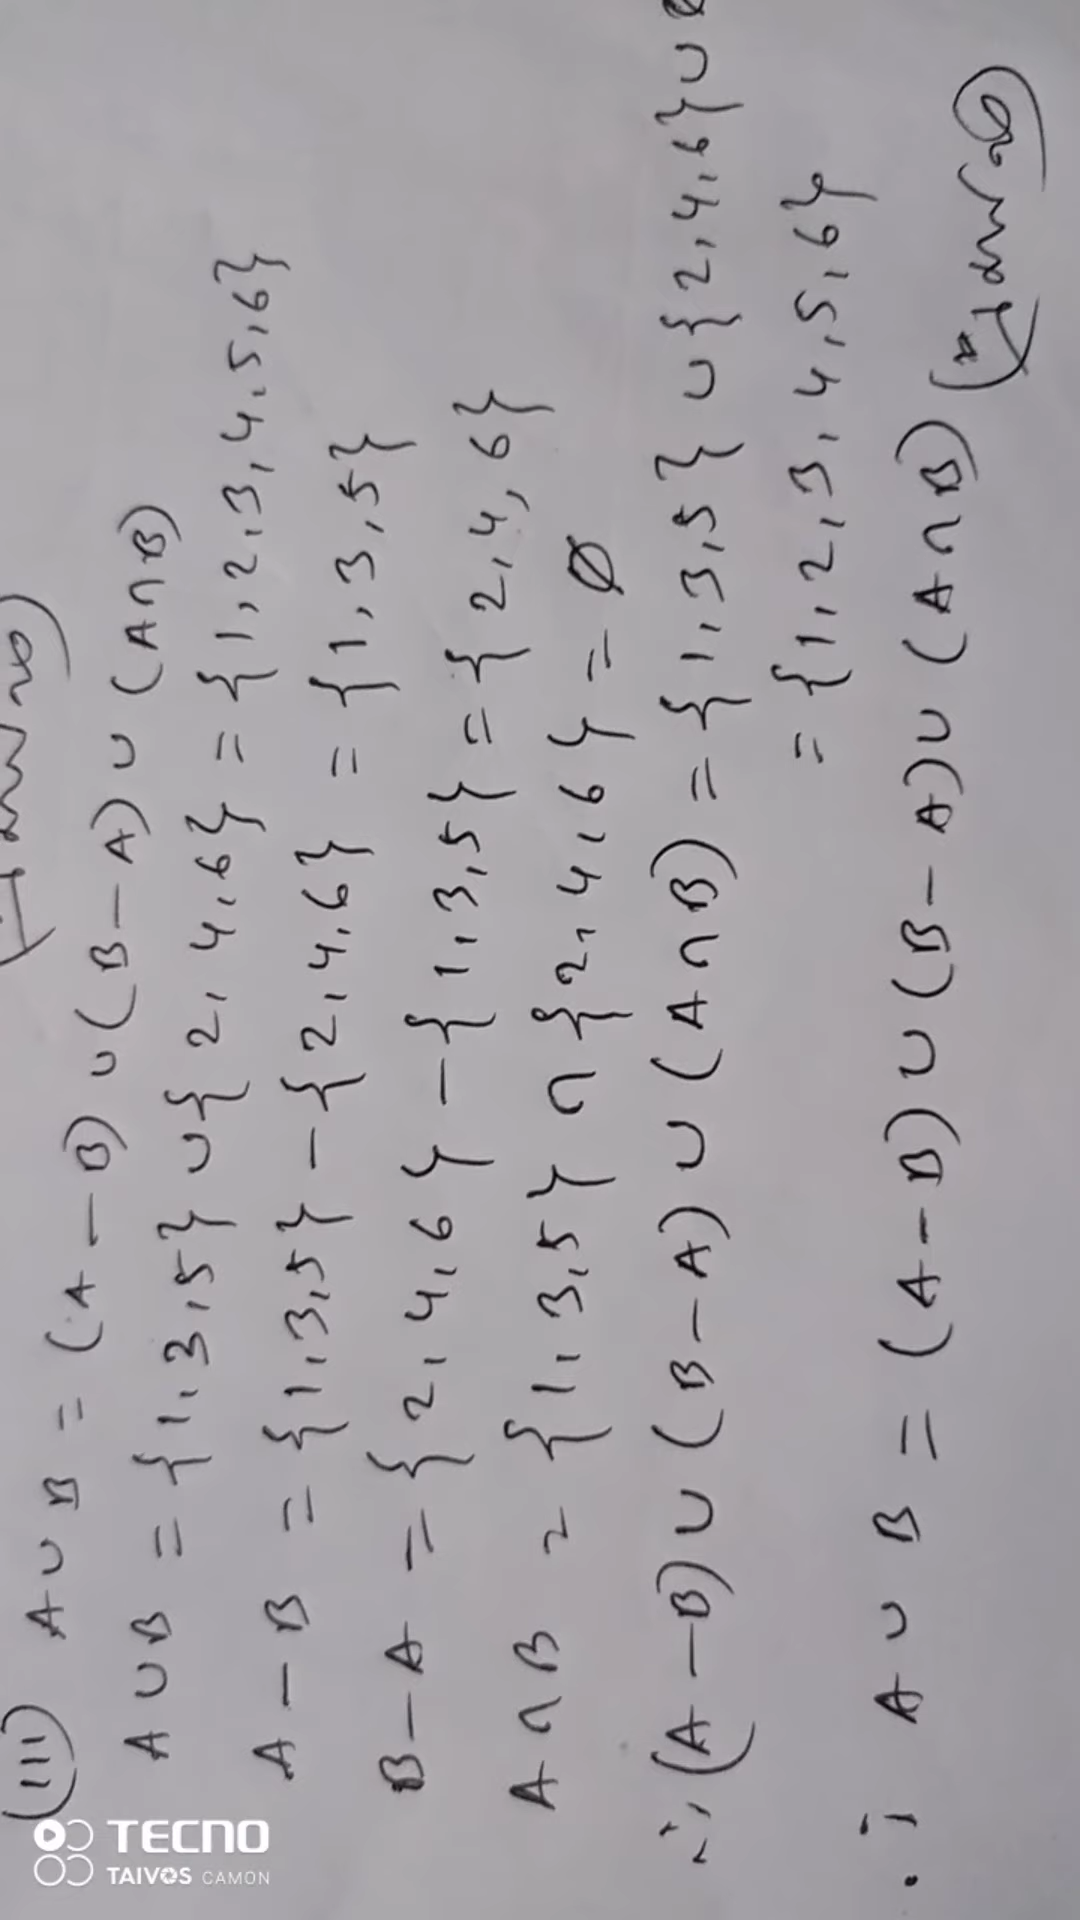 (III) A∪B = (A−B)∪(B−A)∪(A∩B)
A∪B = {1,3,5}∪{2,4,6} = {1,2,3,4,5,6}
A−B = {1,3,5}−{2,4,6} = {1,3,5}
B−A = {2,4,6}−{1,3,5} = {2,4,6}
A∩B = {1,3,5}∩{2,4,6} = ∅
∴ (A−B)∪(B−A)∪(A∩B) = {1,3,5}∪{2,4,6}∪
= {1,2,3,4,5,6}
∴ A∪B = (A−B)∪(B−A)∪(A∩B)
TECNO
TAIVOS CAMON